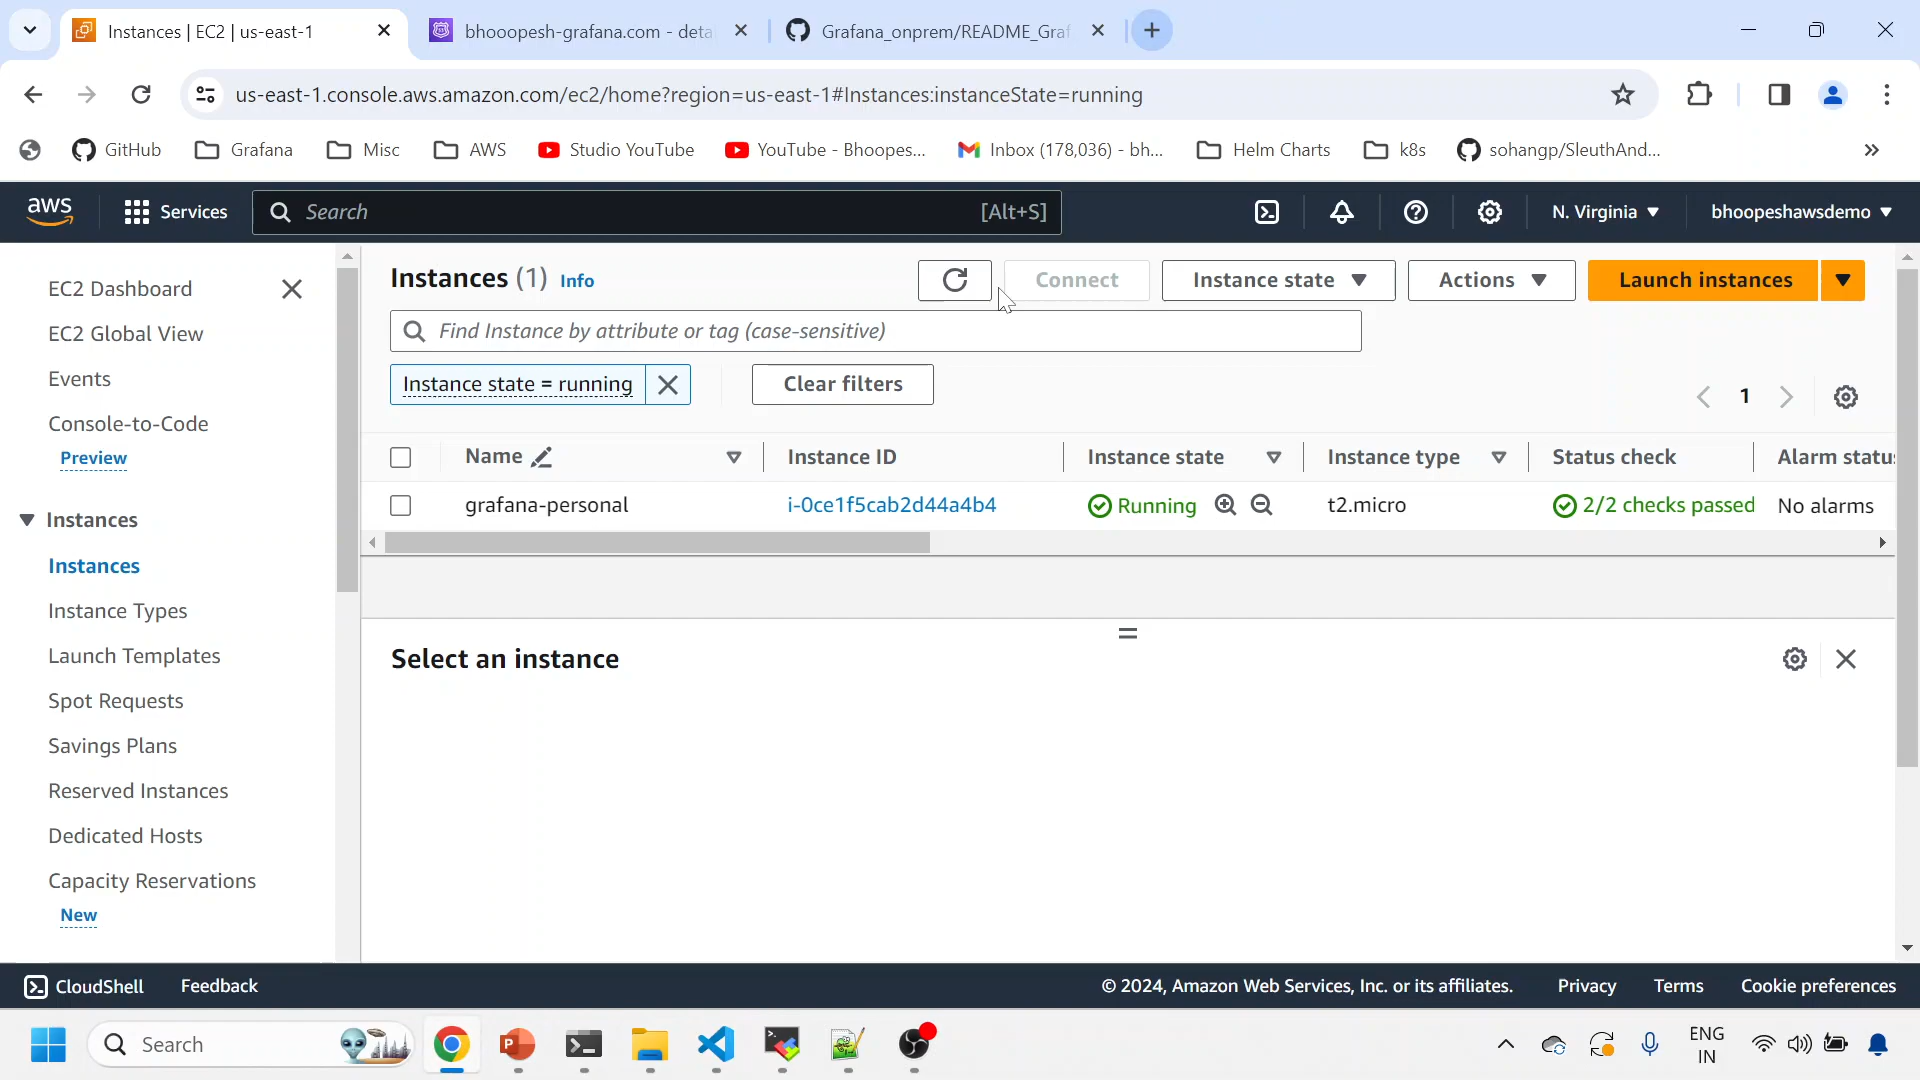 Instances | EC2 | us-east-1
bhooopesh-grafana.com - deta
Grafana_onprem/README_Graf
us-east-1.console.aws.amazon.com/ec2/home?region=us-east-1#Instances:instanceState=running
GitHub
Grafana
Misc
AWS
Studio YouTube
YouTube - Bhoopes...
Inbox (178,036) - bh...
Helm Charts
k8s
sohangp/SleuthAnd...
aws
Services
Search
[Alt+S]
N. Virginia
bhoopeshawsdemo
EC2 Dashboard
EC2 Global View
Events
Console-to-Code
Preview
Instances
Instances
Instance Types
Launch Templates
Spot Requests
Savings Plans
Reserved Instances
Dedicated Hosts
Capacity Reservations
New
Instances (1) Info
Connect
Instance state
Actions
Launch instances
Find Instance by attribute or tag (case-sensitive)
Instance state = running
Clear filters
1
Name
Instance ID
Instance state
Instance type
Status check
Alarm statu
grafana-personal
i-0ce1f5cab2d44a4b4
Running
t2.micro
2/2 checks passed
No alarms
Select an instance
CloudShell
Feedback
© 2024, Amazon Web Services, Inc. or its affiliates.
Privacy
Terms
Cookie preferences
Search
ENG
IN